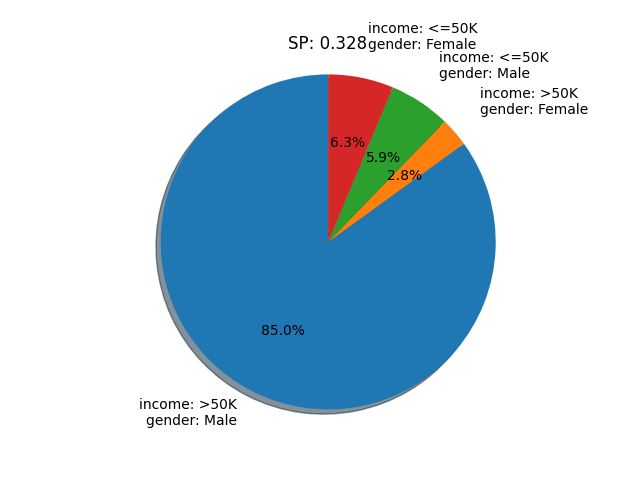 SP: 0.328
income: <=50K
gender: Female
income: <=50K
gender: Male
income: >50K
gender: Female
6.3%
5.9%
2.8%
85.0%
income: >50K
gender: Male